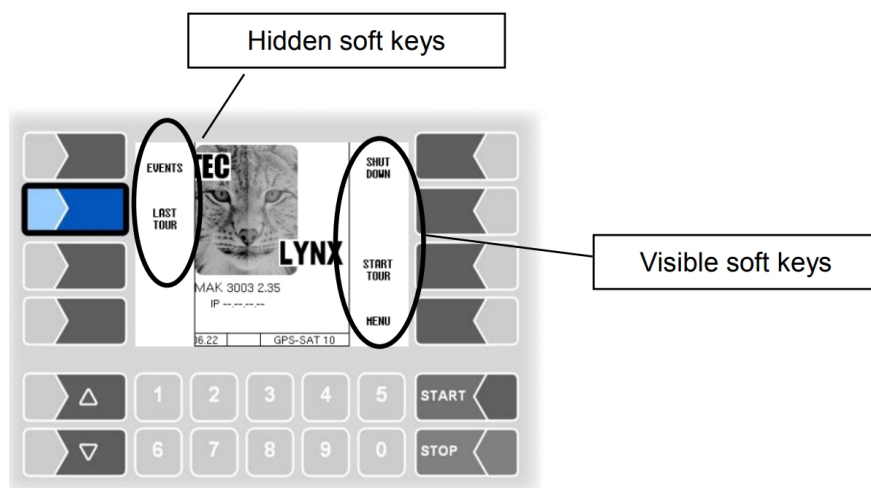 Hidden soft keys
EVENTS
LAST
TOUR
TEC
LYNX
SHUT
DOWN
START
TOUR
MENU
Visible soft keys
MAK 3003 2.35
IP --.--.--.--
06.22 GPS-SAT 10
1 2 3 4 5 START
6 7 8 9 0 STOP